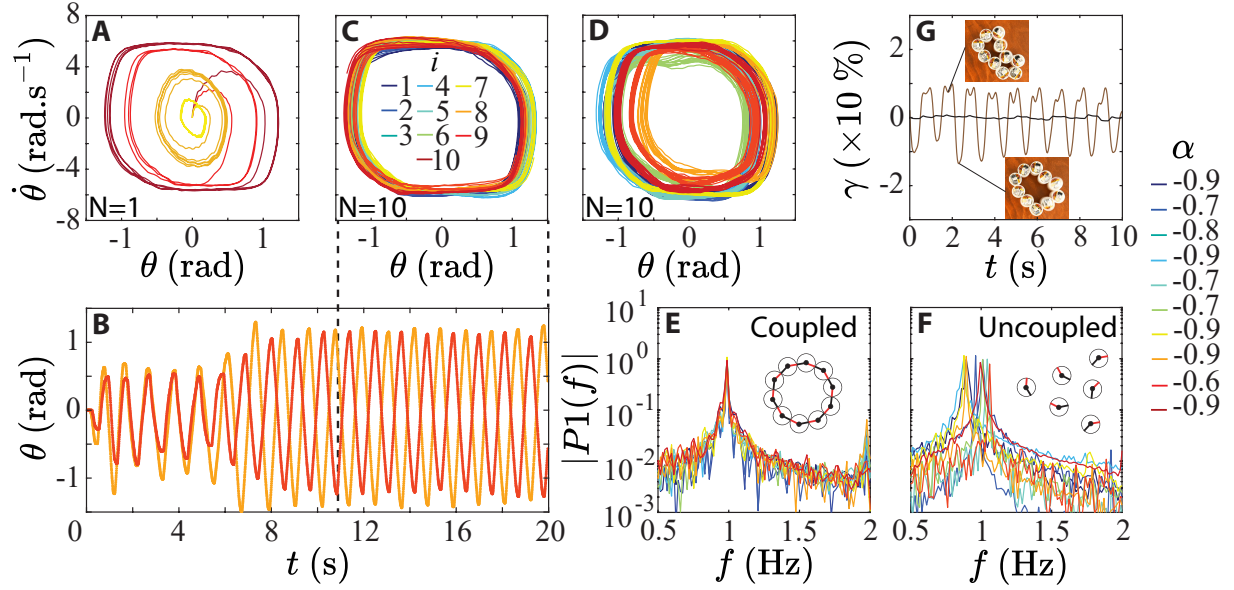 A
C
D
G
8
4
0
-4
-8
θ̇ (rad.s⁻¹)
N=1
-1 0 1
θ (rad)
i
1 4 7
2 5 8
3 6 9
10
N=10
-1 0 1
θ (rad)
N=10
-1 0 1
θ (rad)
2
0
-2
γ (×10 %)
0 2 4 6 8 10
t (s)
α
-0.9
-0.7
-0.8
-0.9
-0.7
-0.7
-0.9
-0.9
-0.6
-0.9
B
1
0
-1
θ (rad)
0 4 8 12 16 20
t (s)
E
Coupled
10¹
10⁰
10⁻¹
10⁻²
10⁻³
|P1(f)|
0.5 1 1.5 2
f (Hz)
F
Uncoupled
0.5 1 1.5 2
f (Hz)